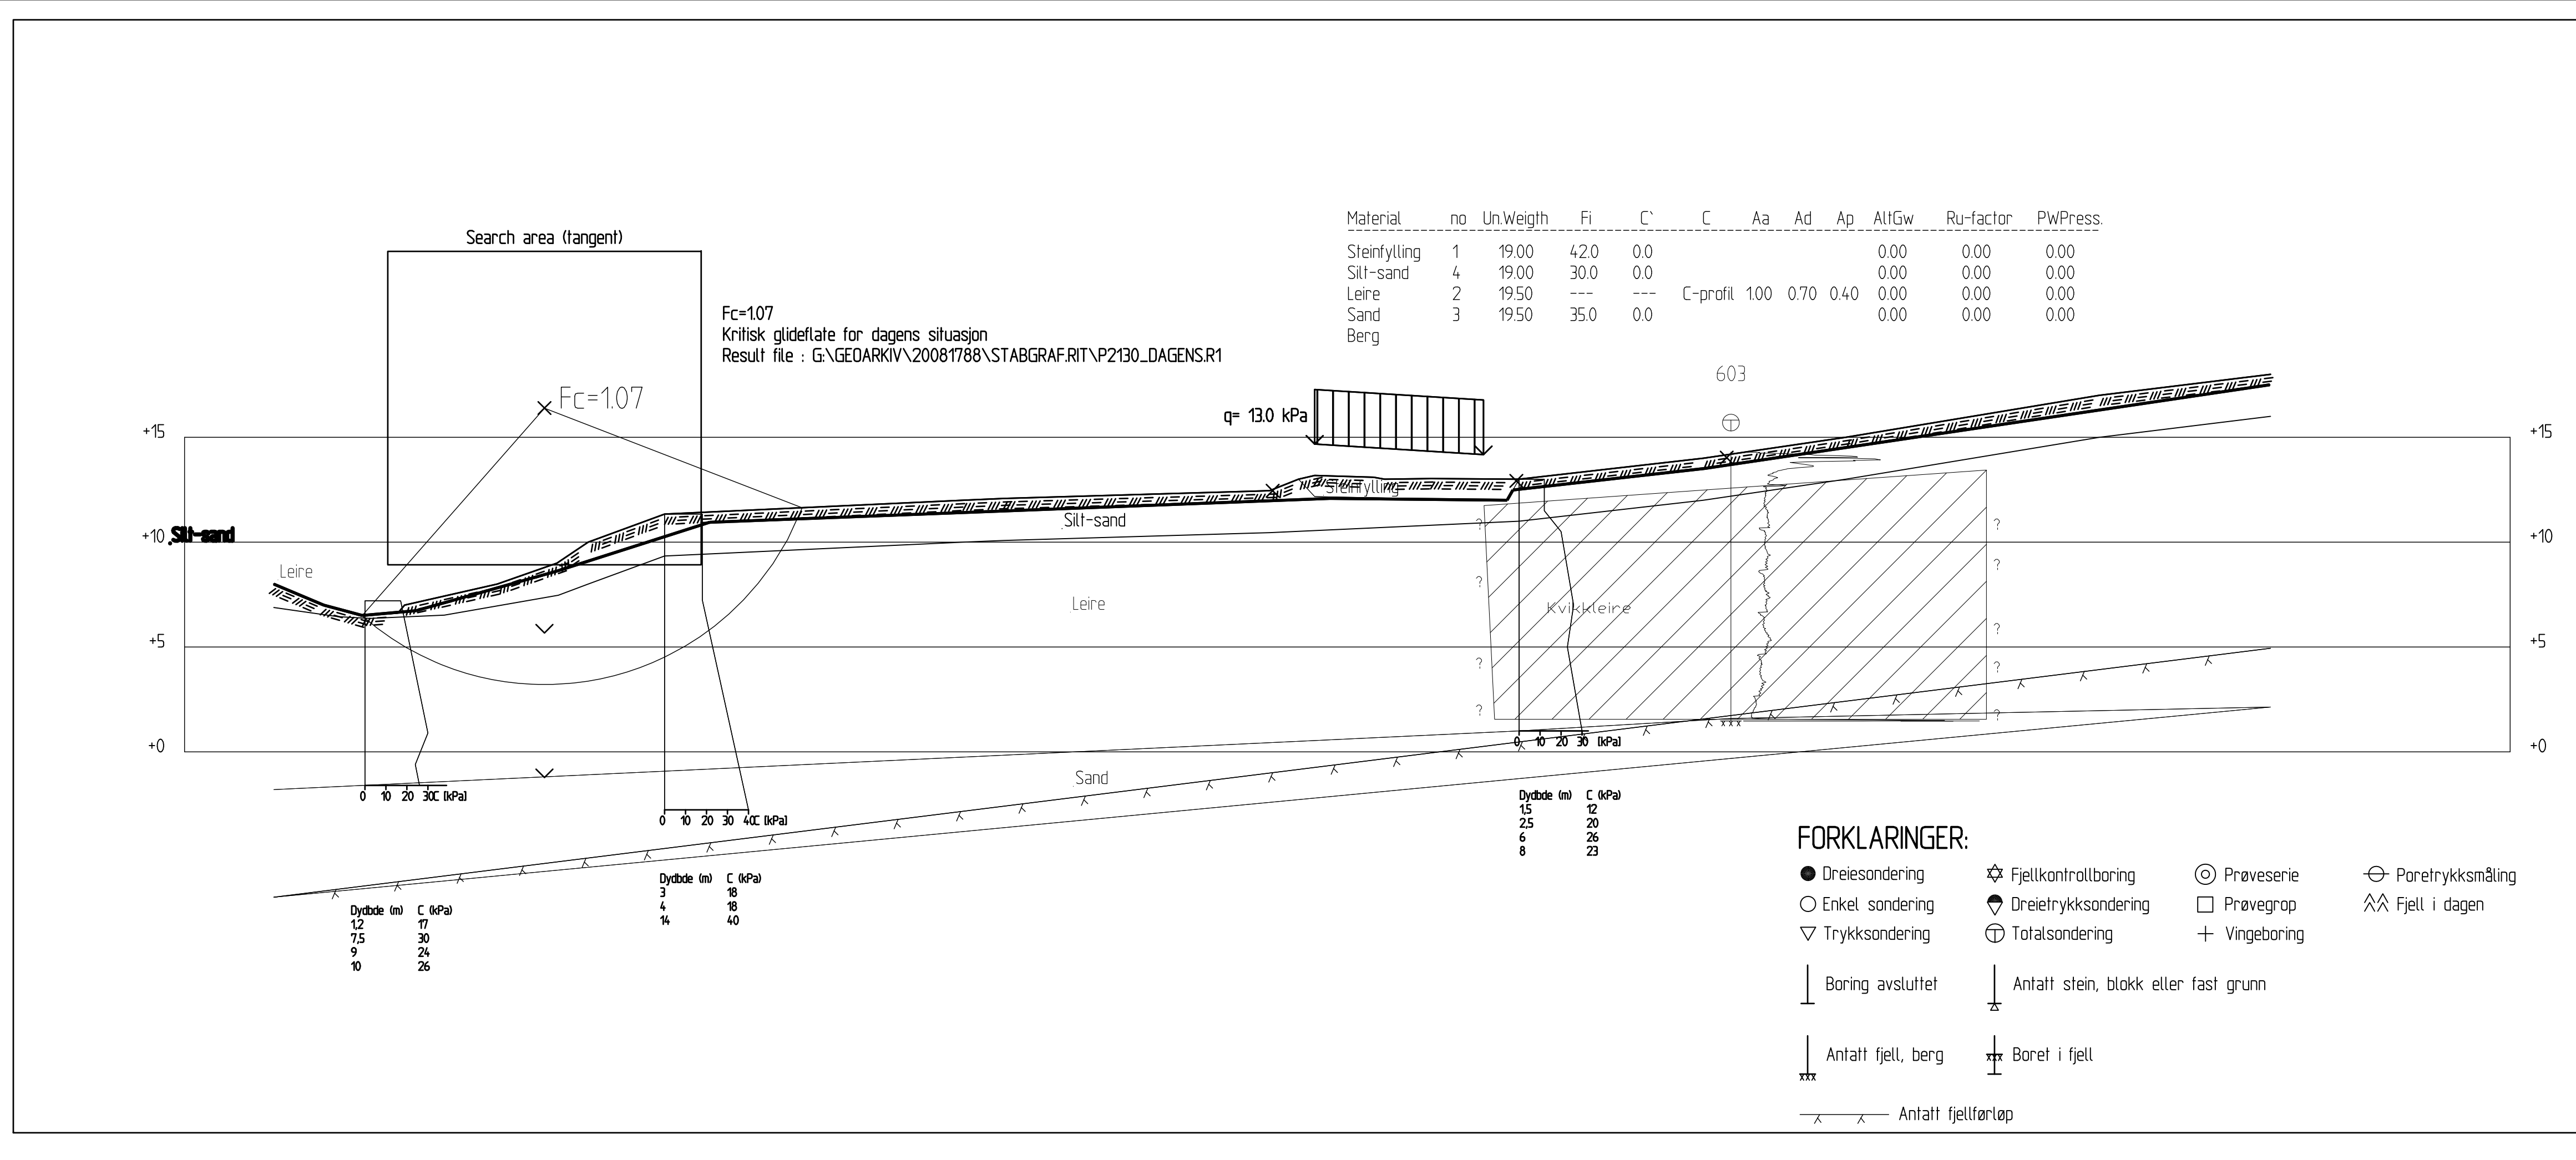 Search area (tangent)
Fc=1.07
Kritisk glideflate for dagens situasjon
Result file : G:\GEOARKIV\20081788\STABGRAF.RIT\P2130_DAGENS.R1
Material no Un.Weigth Fi C` C Aa Ad Ap AltGw Ru-factor PWPress.
Steinfylling 1 19.00 42.0 0.0 0.00 0.00 0.00
Silt-sand 4 19.00 30.0 0.0 0.00 0.00 0.00
Leire 2 19.50 --- --- C-profil 1.00 0.70 0.40 0.00 0.00 0.00
Sand 3 19.50 35.0 0.0 0.00 0.00 0.00
Berg
603
Fc=1.07
q= 13.0 kPa
+15 +15
Steinfylling
Silt-sand
+10 Silt-sand ? ? +10
Leire
? ?
Leire Kvikkleire
+5 ? +5
? ?
? ?
+0 +0
0 10 20 30 [kPa]
Sand
0 10 20 30C [kPa]
0 10 20 30 40C [kPa]
Dydbde (m) C (kPa)
1,5 12
2,5 20
6 26
8 23
Dydbde (m) C (kPa)
3 18
4 18
14 40
Dydbde (m) C (kPa)
1,2 17
7,5 30
9 24
10 26
FORKLARINGER:
Dreiesondering Fjellkontrollboring Prøveserie Poretrykksmåling
Enkel sondering Dreietrykksondering Prøvegrop Fjell i dagen
Trykksondering Totalsondering Vingeboring
Boring avsluttet Antatt stein, blokk eller fast grunn
Antatt fjell, berg Boret i fjell
Antatt fjellførløp